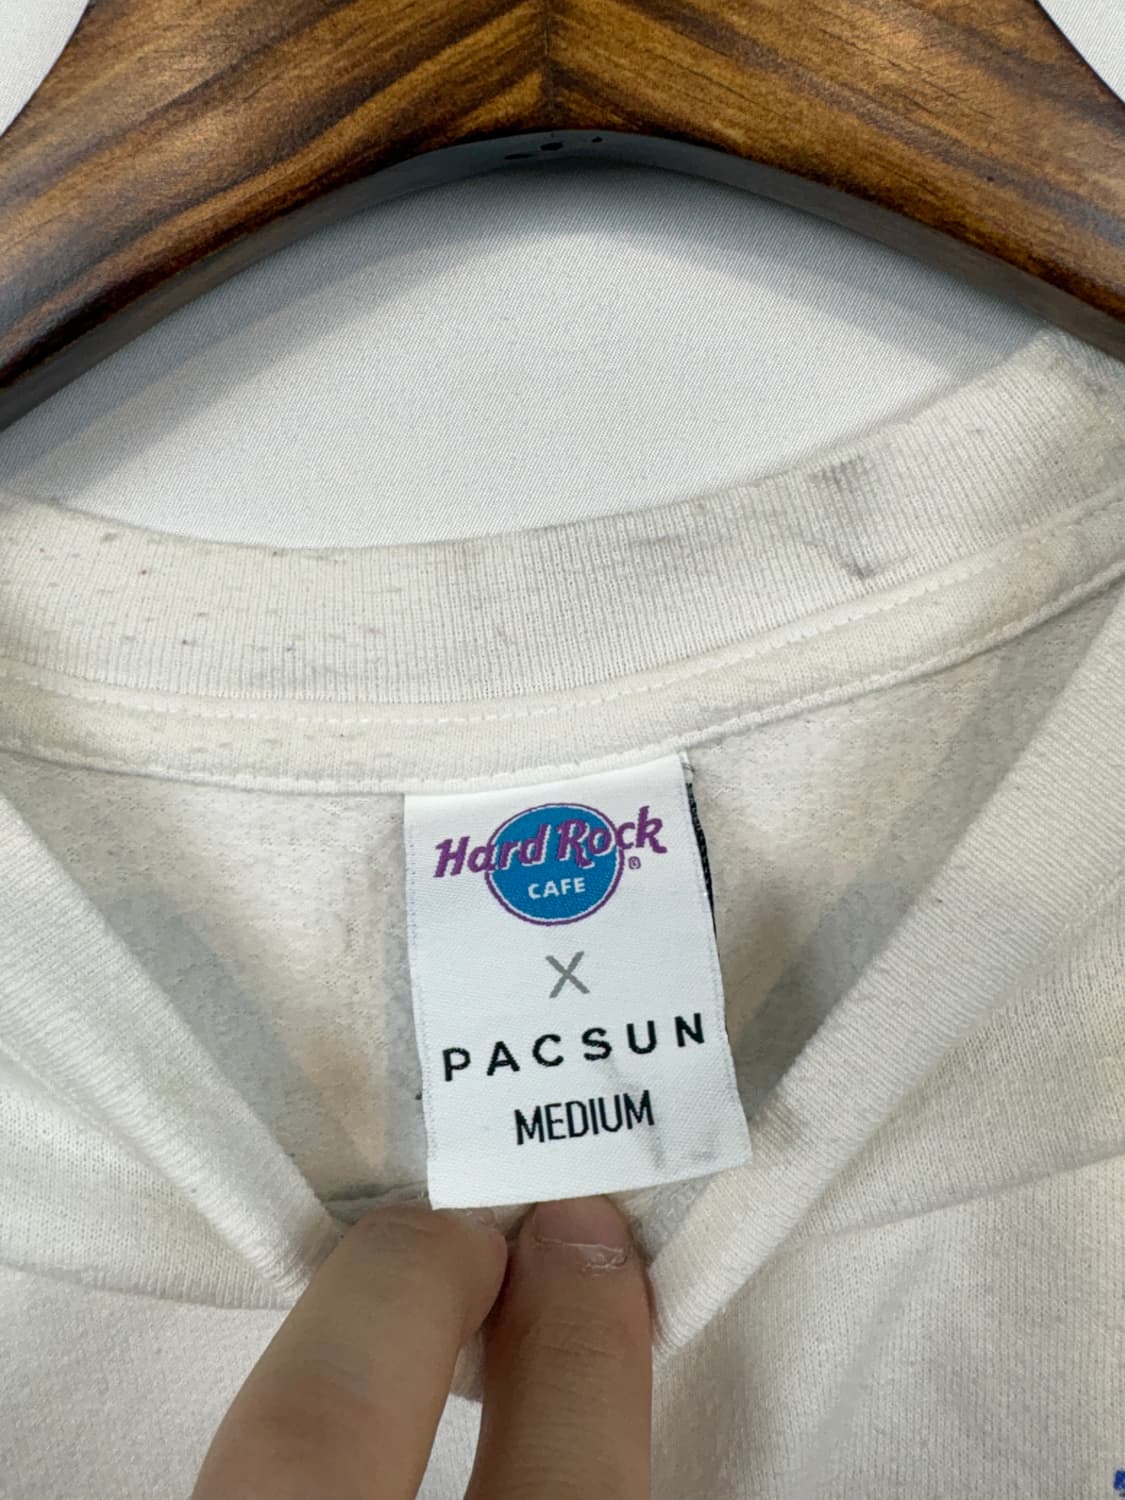 Hard Rock ®
CAFE
X
PACSUN
MEDIUM